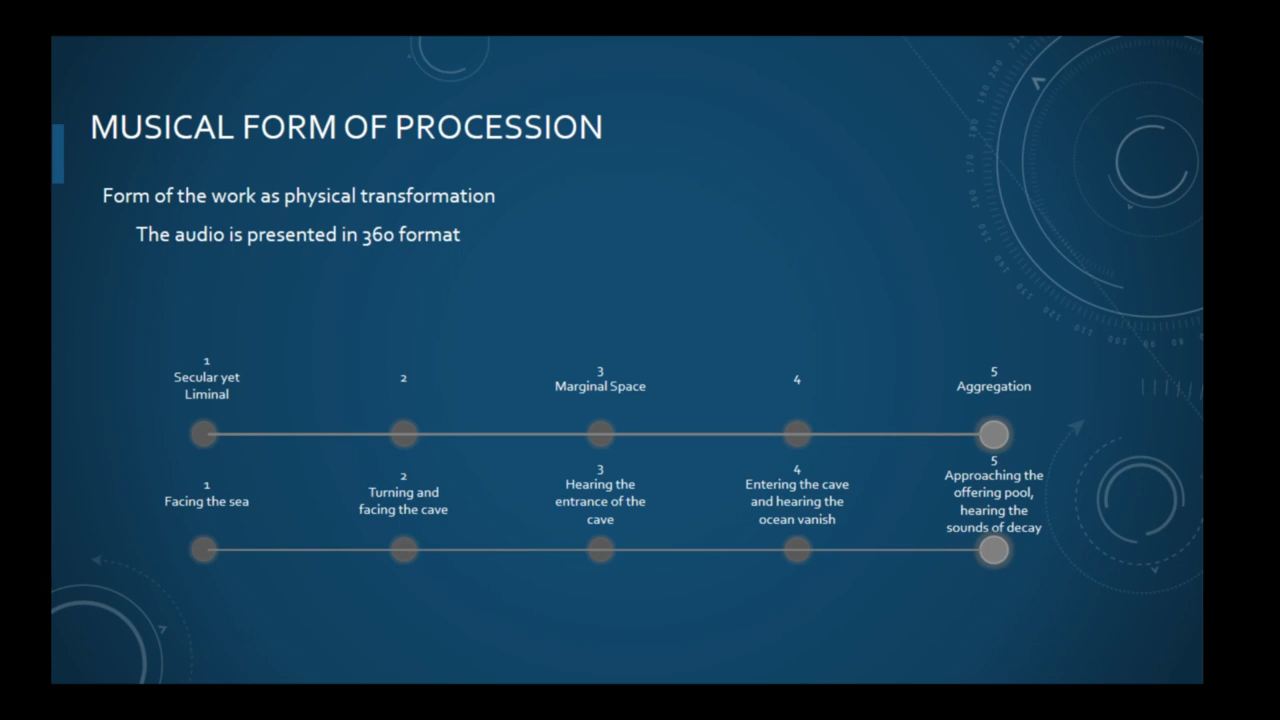 MUSICAL FORM OF PROCESSION
Form of the work as physical transformation
The audio is presented in 360 format
1
Secular yet
Liminal
2
3
Marginal Space
4
5
Aggregation
1
Facing the sea
2
Turning and
facing the cave
3
Hearing the
entrance of the
cave
4
Entering the cave
and hearing the
ocean vanish
5
Approaching the
offering pool,
hearing the
sounds of decay